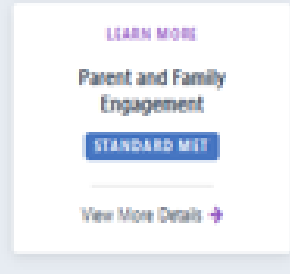 LEARN MORE
Parent and Family
Engagement
STANDARD MET
View More Details →